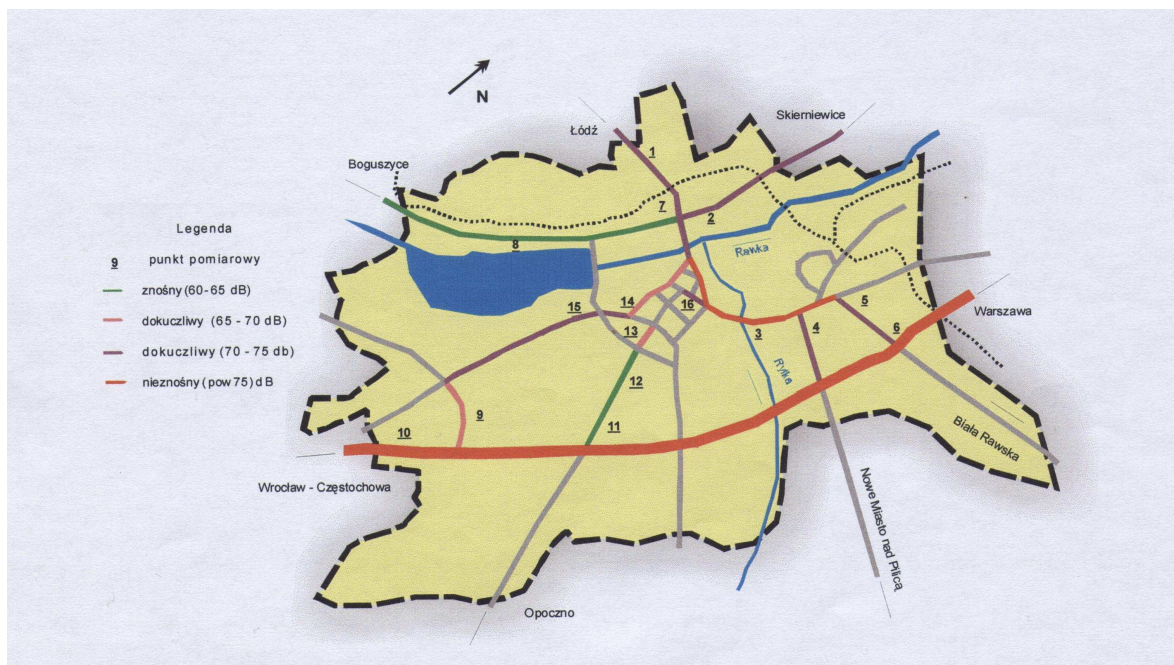 N
Łódź
Skierniewice
1
Boguszyce
7
2
Legenda
8
Rawka
9 punkt pomiarowy
znośny (60-65 dB)
dokuczliwy (65 - 70 dB)
dokuczliwy (70 - 75 db)
nieznośny (pow 75) dB
15
14
16
13
3
4
5
6
Warszawa
Rylka
12
9
10
11
Biała Rawska
Wrocław - Częstochowa
Nowe Miasto nad Pilicą
Opoczno